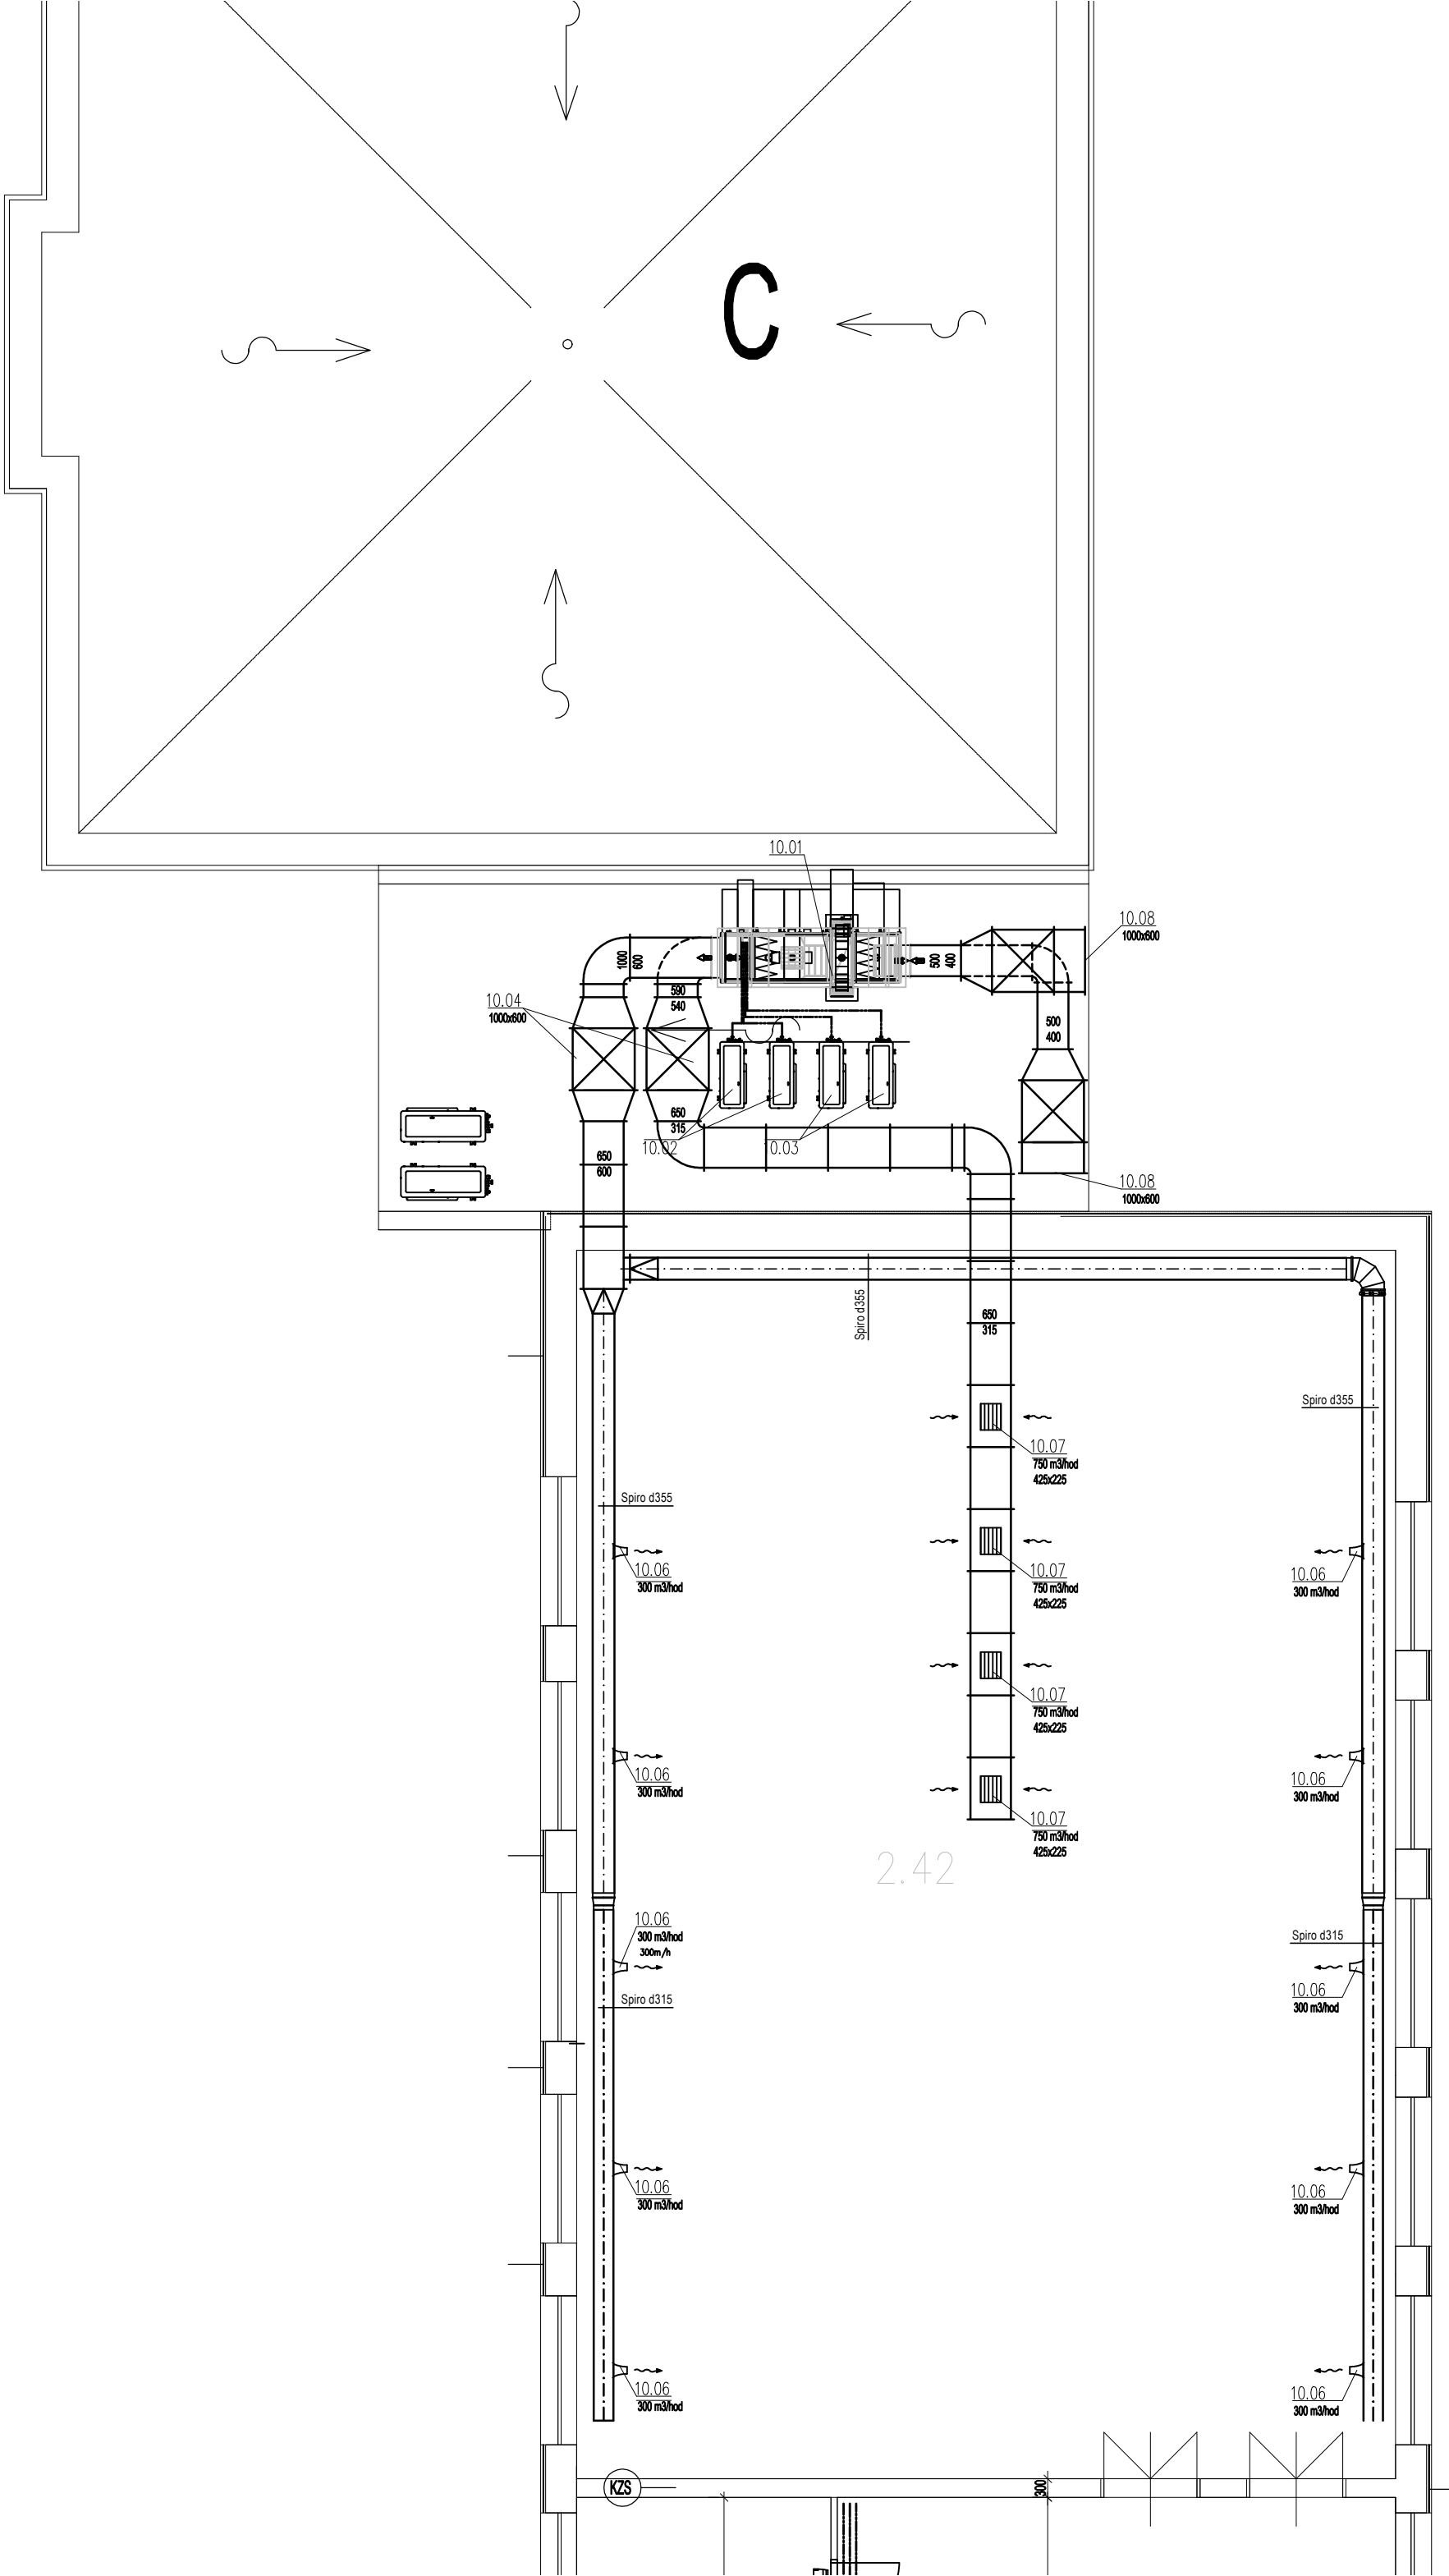 C
10.01
10.08
1000x600
1000
600
500
400
10.04
1000x600
590
540
500
400
650
315
10.02
10.03
650
600
10.08
1000x600
Spiro d355
650
315
Spiro d355
10.07
750 m3/hod
425x225
Spiro d355
10.06
300 m3/hod
10.07
750 m3/hod
425x225
10.06
300 m3/hod
10.07
750 m3/hod
425x225
10.06
300 m3/hod
10.06
300 m3/hod
10.07
750 m3/hod
425x225
2.42
10.06
300 m3/hod
300m/h
Spiro d315
Spiro d315
10.06
300 m3/hod
10.06
300 m3/hod
10.06
300 m3/hod
10.06
300 m3/hod
10.06
300 m3/hod
KZS
300